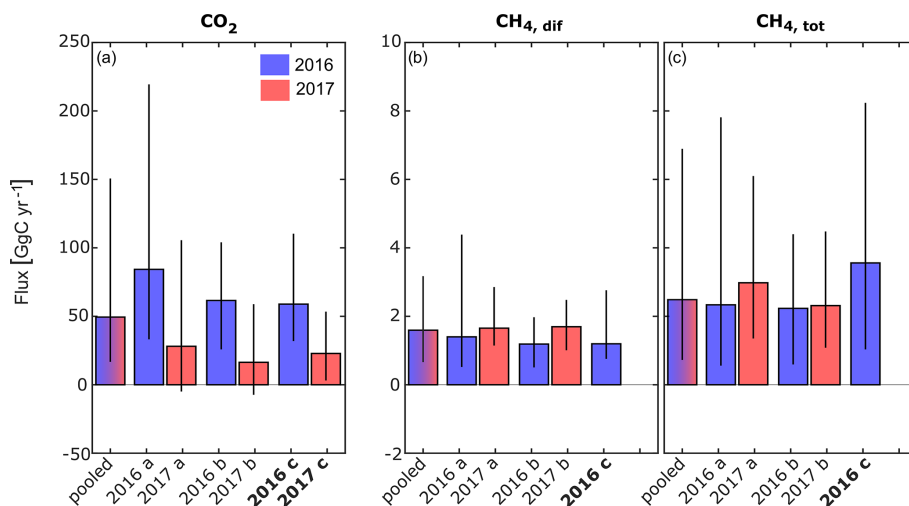 CO2
CH4, dif
CH4, tot
Flux [GgC yr-1]
250
200
150
100
50
0
-50
(a)
2016
2017
pooled
2016 a
2017 a
2016 b
2017 b
2016 c
2017 c
10
8
6
4
2
0
-2
(b)
pooled
2016 a
2017 a
2016 b
2017 b
2016 c
(c)
pooled
2016 a
2017 a
2016 b
2017 b
2016 c